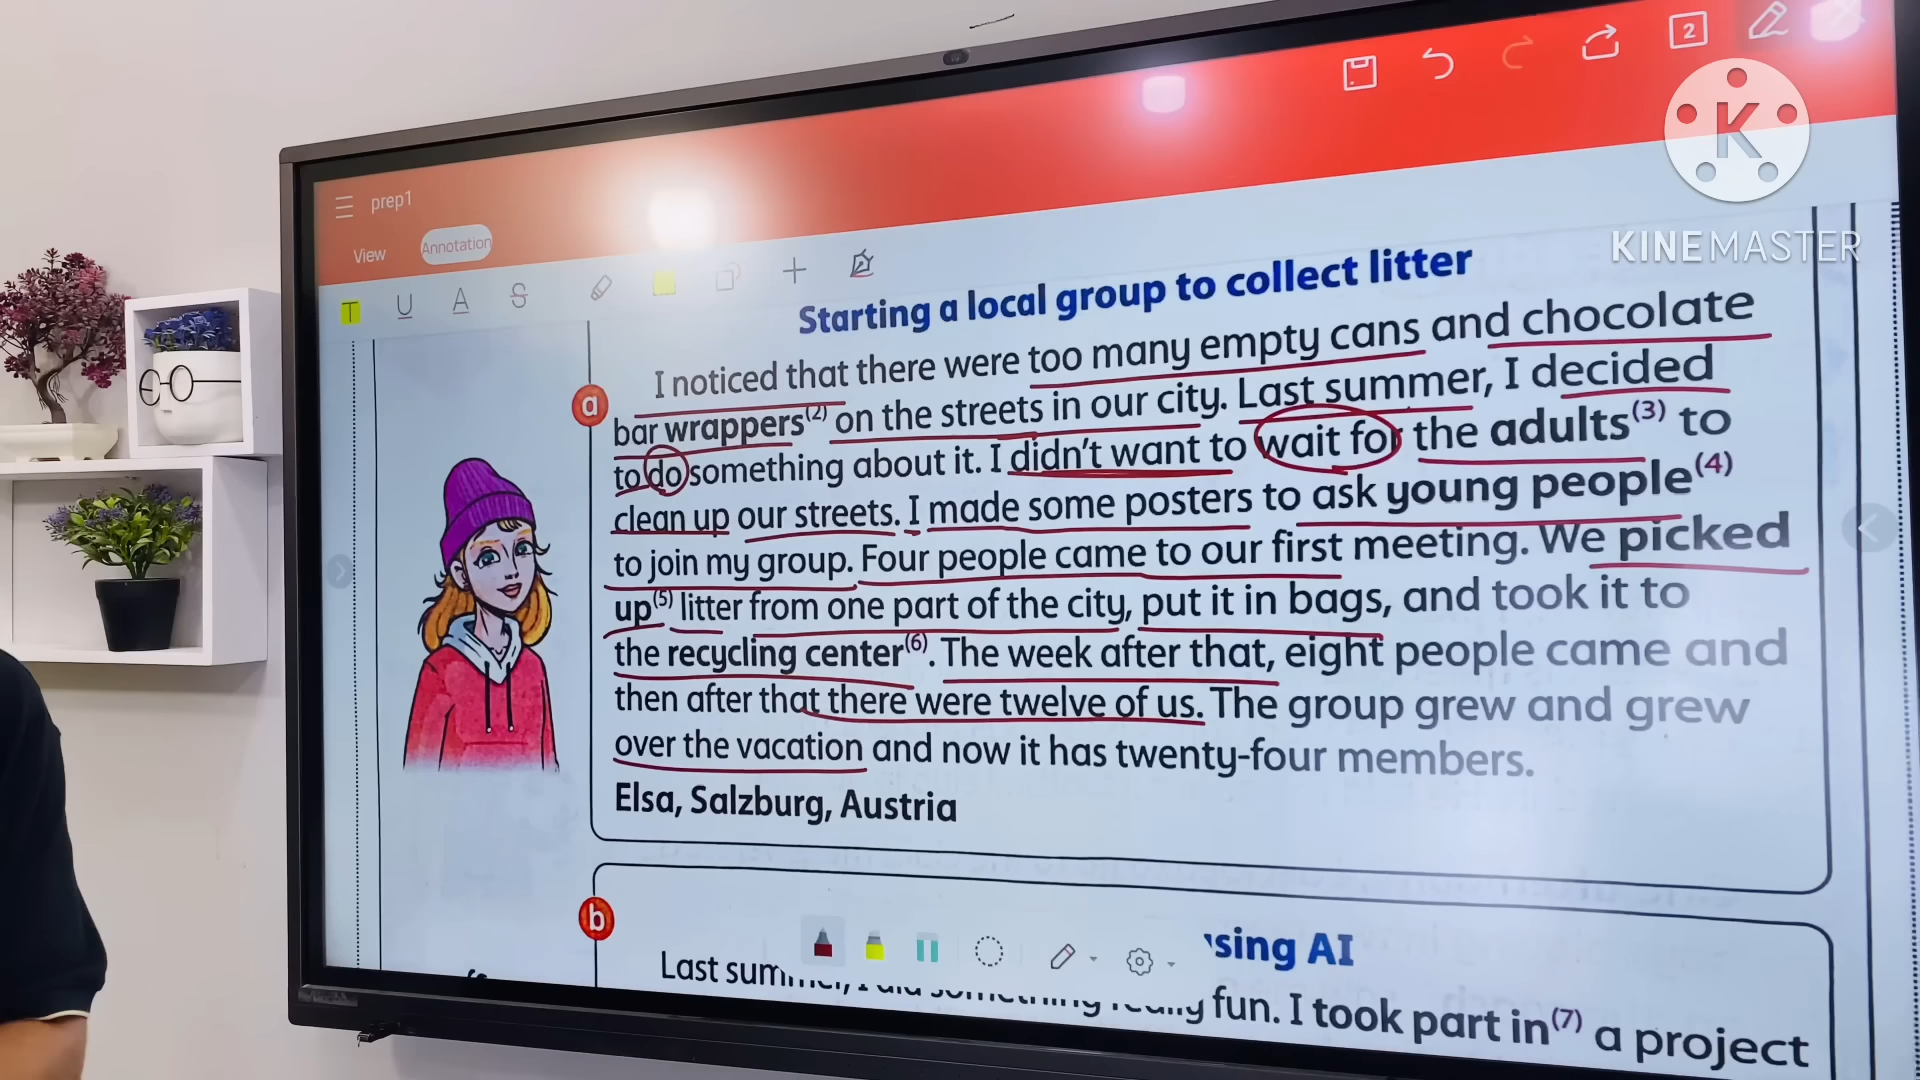 2
K
KINEMASTER
prep1
View
Annotation
T U A S
Starting a local group to collect litter
a
I noticed that there were too many empty cans and chocolate
bar wrappers(2) on the streets in our city. Last summer, I decided
to do something about it. I didn't want to wait for the adults(3) to
clean up our streets. I made some posters to ask young people(4)
to join my group. Four people came to our first meeting. We picked
up(5) litter from one part of the city, put it in bags, and took it to
the recycling center(6). The week after that, eight people came and
then after that there were twelve of us. The group grew and grew
over the vacation and now it has twenty-four members.
Elsa, Salzburg, Austria
b
sing AI
Last summer, I did something really fun. I took part in(7) a project